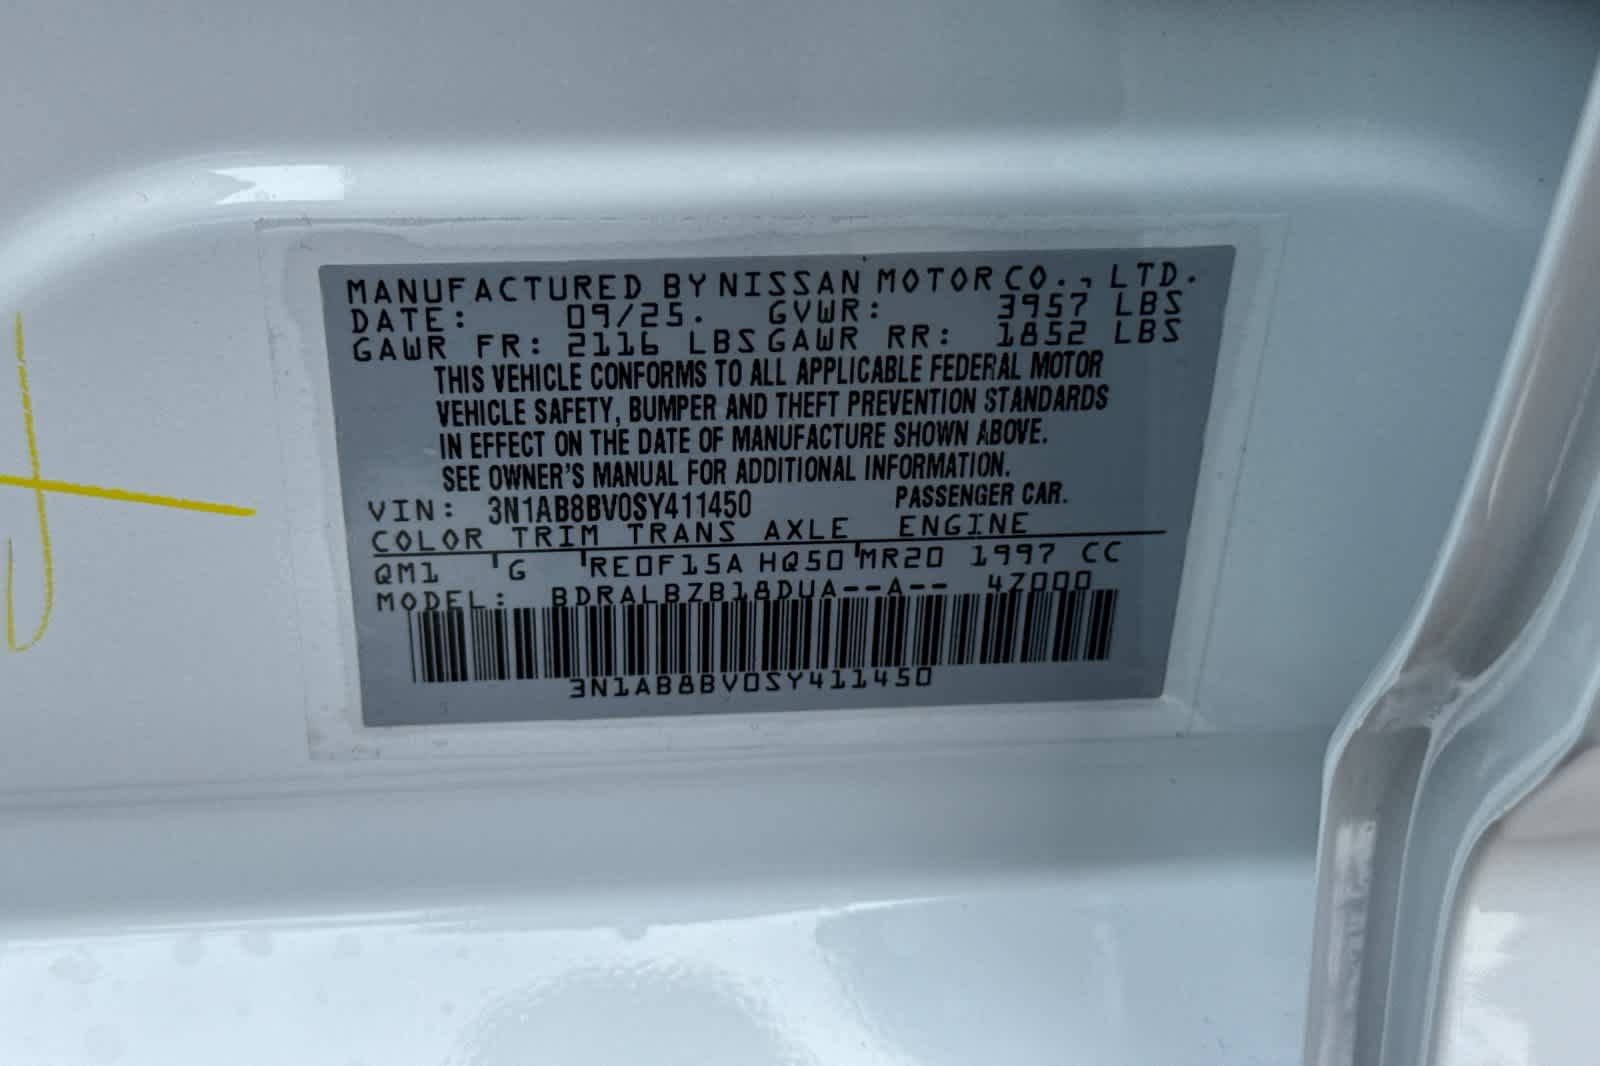 MANUFACTURED BY NISSAN MOTOR CO., LTD.
DATE: 09/25. GVWR: 3957 LBS
GAWR FR: 2116 LBS GAWR RR: 1852 LBS
THIS VEHICLE CONFORMS TO ALL APPLICABLE FEDERAL MOTOR
VEHICLE SAFETY, BUMPER AND THEFT PREVENTION STANDARDS
IN EFFECT ON THE DATE OF MANUFACTURE SHOWN ABOVE.
SEE OWNER'S MANUAL FOR ADDITIONAL INFORMATION.
VIN: 3N1AB8BV0SY411450 PASSENGER CAR.
COLOR TRIM TRANS AXLE ENGINE
QM1 G RE0F15A HQ50 MR20 1997 CC
MODEL: BDRALBZB18DUA--A-- 4Z000
3N1AB8BV0SY411450